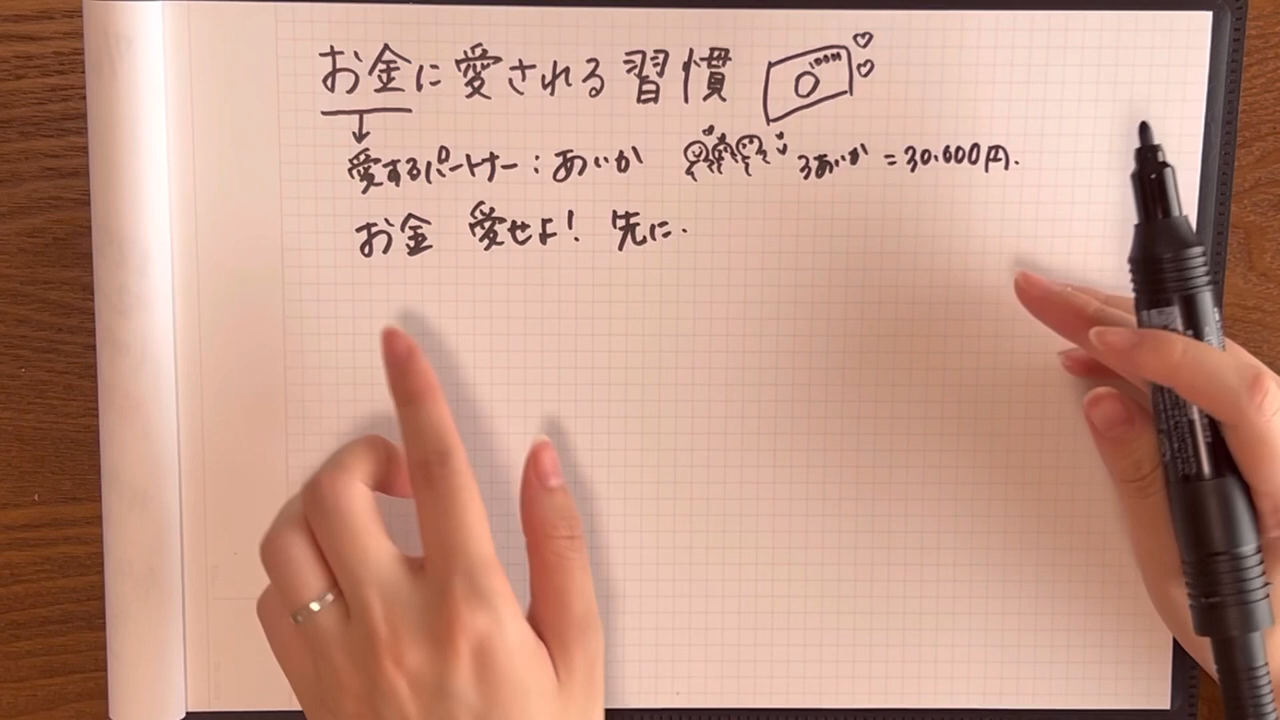 お金に愛される習慣 10000
愛するパートナー：あいか 3あいか=30.000円.
お金 愛せよ! 先に.